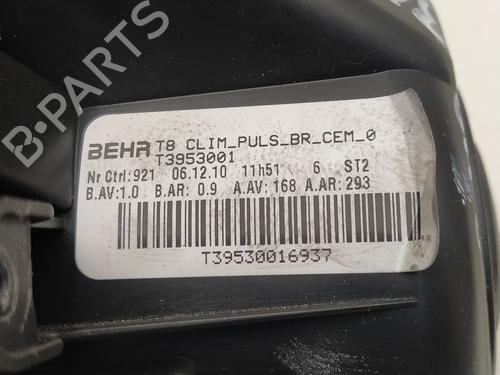 BEHR T8 CLIM_PULS_BR_CEM_0
T3953001
Nr Ctrl:921 06.12.10 11h51 6 ST2
B.AV:1.0 B.AR: 0.9 A.AV: 168 A.AR: 293
T39530016937
B-PARTS